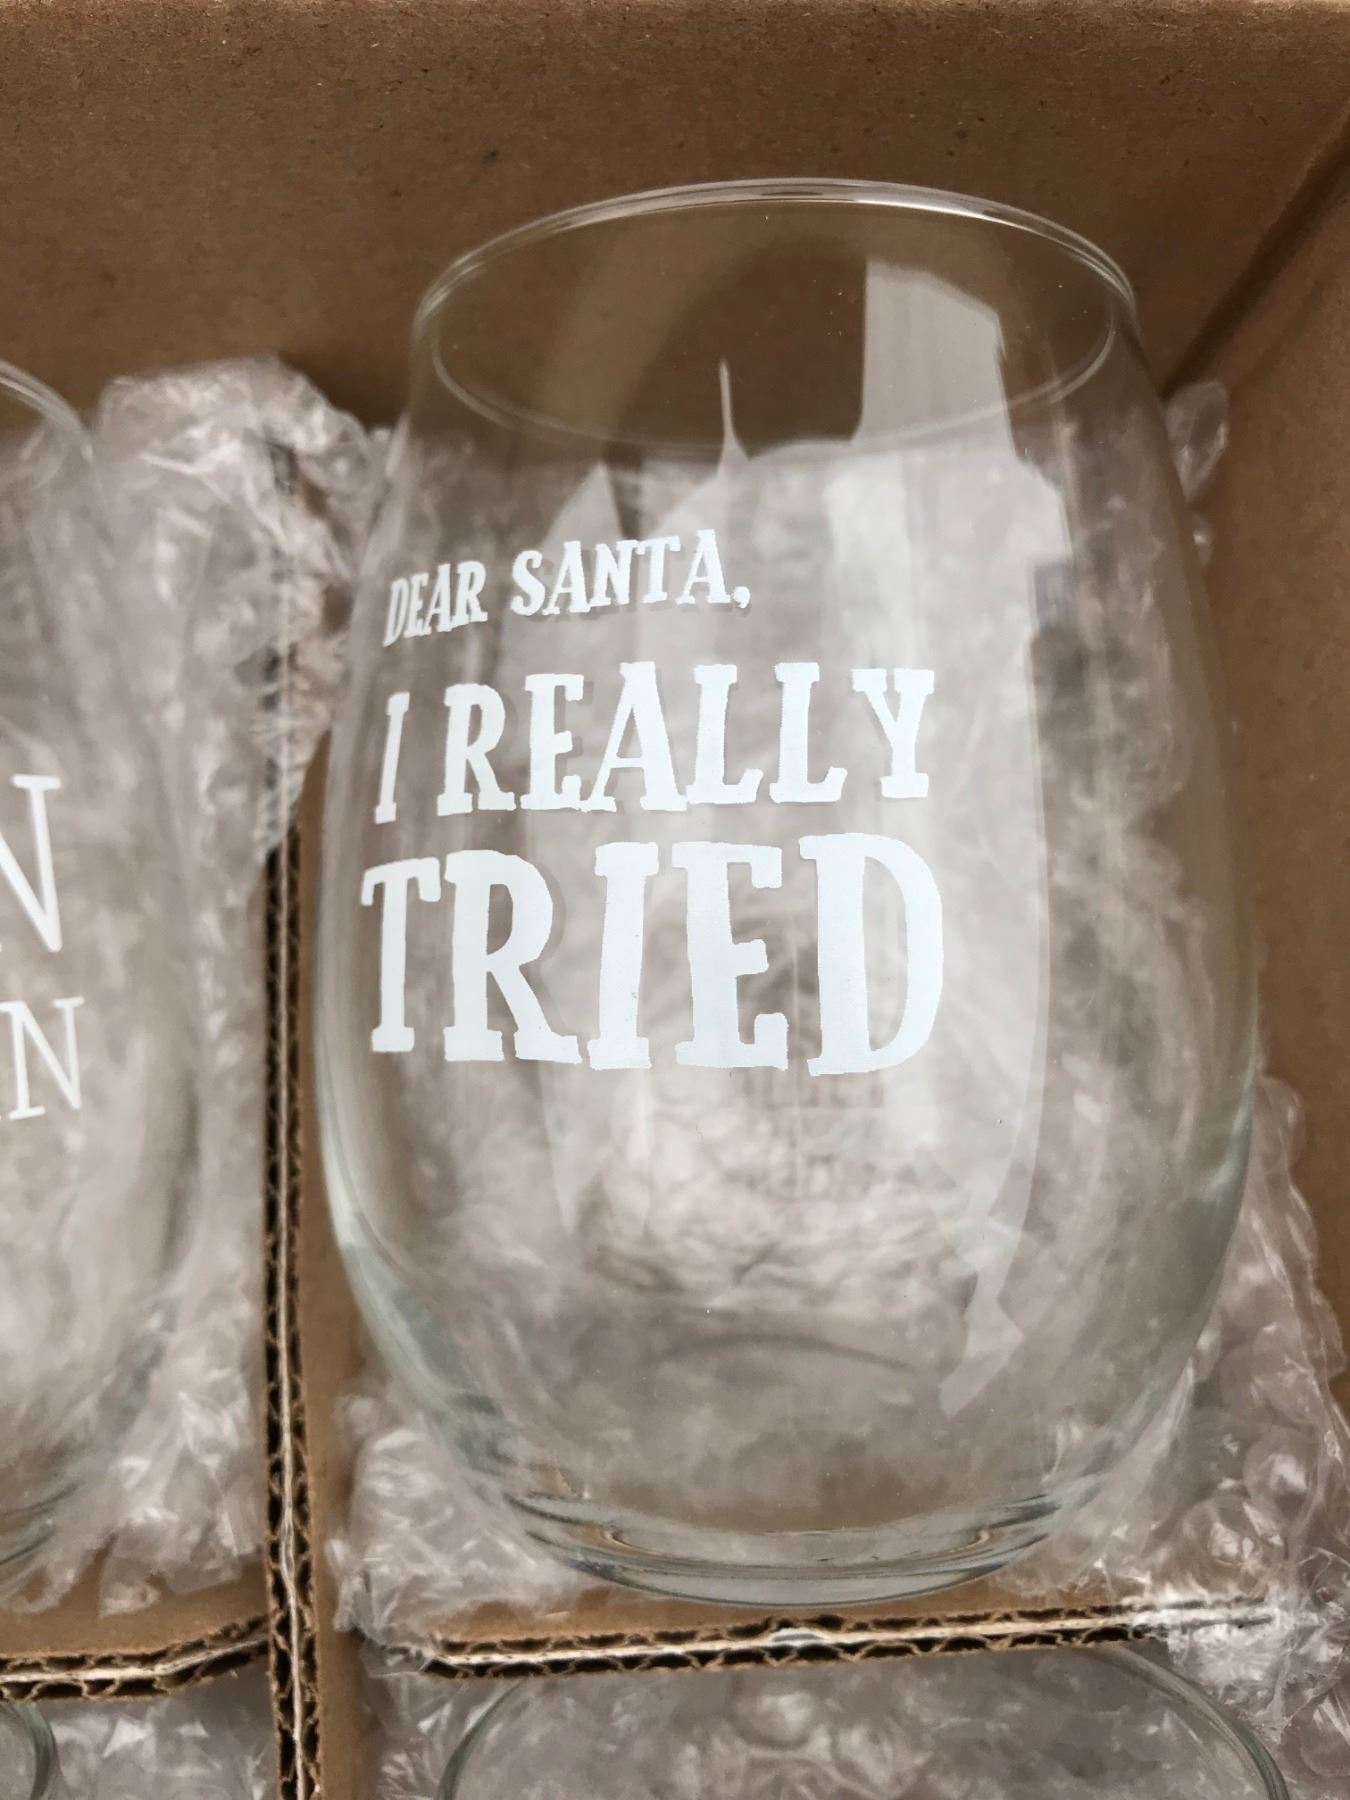 DEAR SANTA,
I REALLY
TRIED
N